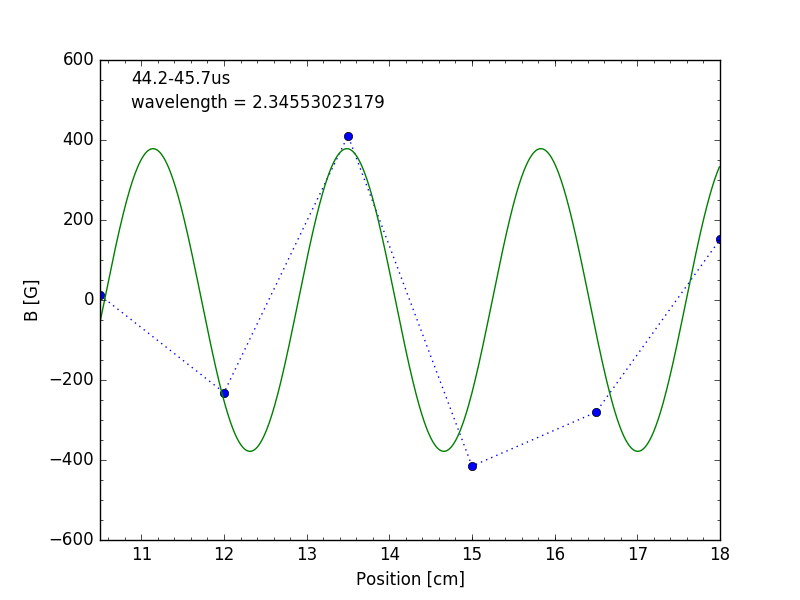 44.2-45.7us
wavelength = 2.34553023179
600
400
200
0
−200
−400
−600
B [G]
11 12 13 14 15 16 17 18
Position [cm]